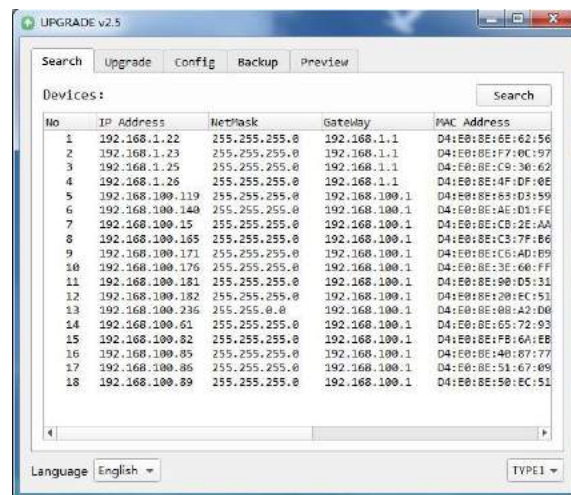 UPGRADE v2.5
Search Upgrade Config Backup Preview
Devices: Search
No IP Address NetMask GateWay MAC Address
1 192.168.1.22 255.255.255.0 192.168.1.1 D4:E0:8E:6E:62:56
2 192.168.1.23 255.255.255.0 192.168.1.1 D4:E0:8E:F7:0C:97
3 192.168.1.25 255.255.255.0 192.168.1.1 D4:E0:8E:C9:30:62
4 192.168.1.26 255.255.255.0 192.168.1.1 D4:E0:8E:4F:DF:0E
5 192.168.100.119 255.255.255.0 192.168.100.1 D4:E0:8E:63:D3:59
6 192.168.100.140 255.255.255.0 192.168.100.1 D4:E0:8E:AE:D1:FE
7 192.168.100.15 255.255.255.0 192.168.100.1 D4:E0:8E:CB:2E:AA
8 192.168.100.165 255.255.255.0 192.168.100.1 D4:E0:8E:C3:7F:B6
9 192.168.100.171 255.255.255.0 192.168.100.1 D4:E0:8E:C6:AD:B9
10 192.168.100.176 255.255.255.0 192.168.100.1 D4:E0:8E:3E:60:FF
11 192.168.100.181 255.255.255.0 192.168.100.1 D4:E0:8E:90:D5:31
12 192.168.100.182 255.255.255.0 192.168.100.1 D4:E0:8E:20:EC:51
13 192.168.100.236 255.255.0.0 192.168.100.1 D4:E0:8E:08:A2:D0
14 192.168.100.61 255.255.255.0 192.168.100.1 D4:E0:8E:65:72:93
15 192.168.100.82 255.255.255.0 192.168.100.1 D4:E0:8E:FB:6A:EB
16 192.168.100.85 255.255.255.0 192.168.100.1 D4:E0:8E:40:87:77
17 192.168.100.86 255.255.255.0 192.168.100.1 D4:E0:8E:51:67:09
18 192.168.100.89 255.255.255.0 192.168.100.1 D4:E0:8E:50:EC:51
Language English TYPE1